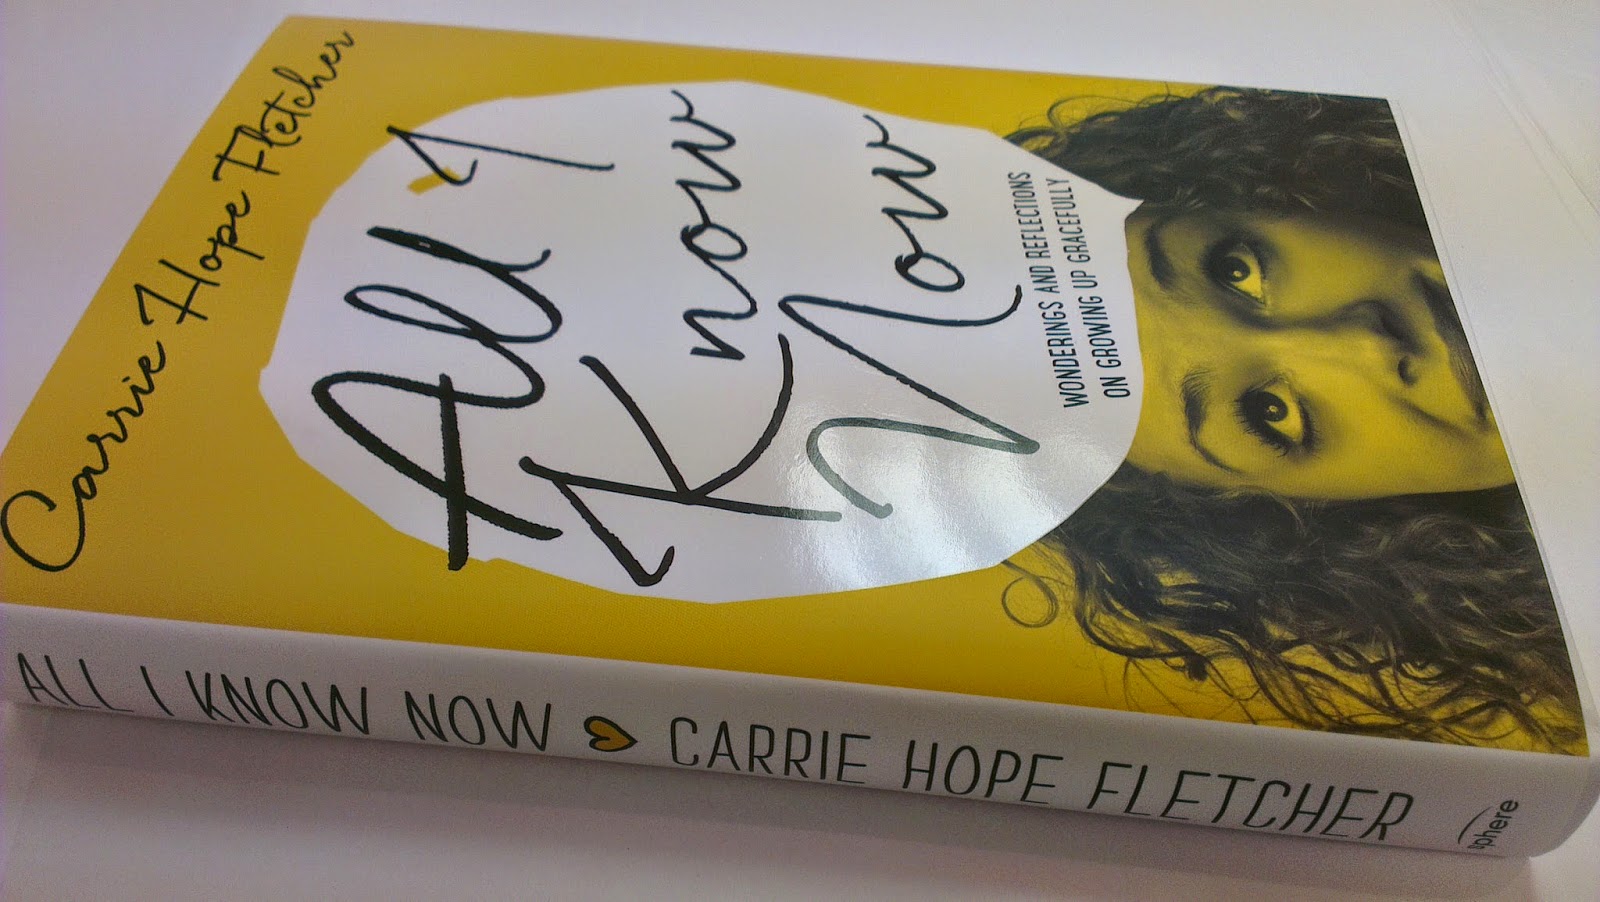 Carrie Hope Fletcher
All I
Know
Now
WONDERINGS AND REFLECTIONS
ON GROWING UP GRACEFULLY
ALL I KNOW NOW CARRIE HOPE FLETCHER sphere